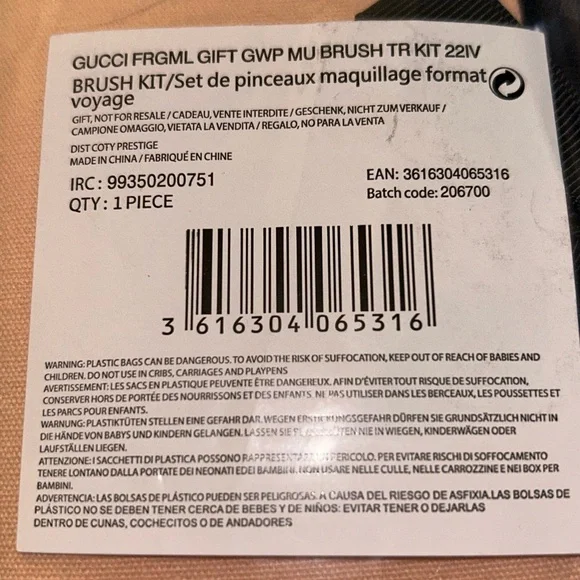 GUCCI FRGML GIFT GWP MU BRUSH TR KIT 22IV
BRUSH KIT/Set de pinceaux maquillage format
voyage
GIFT, NOT FOR RESALE / CADEAU, VENTE INTERDITE / GESCHENK, NICHT ZUM VERKAUF /
CAMPIONE OMAGGIO, VIETATA LA VENDITA / REGALO, NO PARA LA VENTA
DIST COTY PRESTIGE
MADE IN CHINA / FABRIQUÉ EN CHINE
IRC : 99350200751
EAN: 3616304065316
QTY : 1 PIECE
Batch code: 206700
3 616304 065316
WARNING: PLASTIC BAGS CAN BE DANGEROUS. TO AVOID THE RISK OF SUFFOCATION, KEEP OUT OF REACH OF BABIES AND
CHILDREN. DO NOT USE IN CRIBS, CARRIAGES AND PLAYPENS
AVERTISSEMENT: LES SACS EN PLASTIQUE PEUVENTE ÊTRE DANGEREUX. AFIN D'ÉVITER TOUT RISQUE DE SUFFOCATION,
CONSERVER HORS DE PORTÉE DES NOURRISSONS ET DES ENFANTS. NE PAS UTILISER DANS LES BERCEAUX, LES POUSSETTES ET
LES PARCS POUR ENFANTS.
WARNUNG: PLASTIKTÜTEN STELLEN EINE GEFAHR DAR. WEGEN ERSTICKUNGSGEFAHR DÜRFEN SIE GRUNDSÄTZLICH NICHT IN
DIE HÄNDE VON BABYS UND KINDERN GELANGEN. LASSEN SIE NIE IN WIEGEN, KINDERWÄGEN ODER
LAUFSTÄLLEN LIEGEN.
ATTENZIONE: I SACCHETTI DI PLASTICA POSSONO PERICOLO. PER EVITARE RISCHI DI SOFFOCAMENTO
TENERE LONTANO DALLA PORTATE DEI NEONATI EDEI BAMBINI. NON USARE NELLE CULLE, NELLE CARROZZINE E NEI BOX PER
BAMBINI.
ADVERTENCIA: LAS BOLSAS DE PLÁSTICO PUEDEN SER PELIGROSAS. A CAUSA DEL RIESGO DE ASFIXIA.LAS BOLSAS DE
PLÁSTICO NO SE DEBEN TENER CERCA DE BEBES Y DE NIÑOS: EVITAR TENER O DEJARLAS
DENTRO DE CUNAS, COCHECITOS O DE ANDADORES